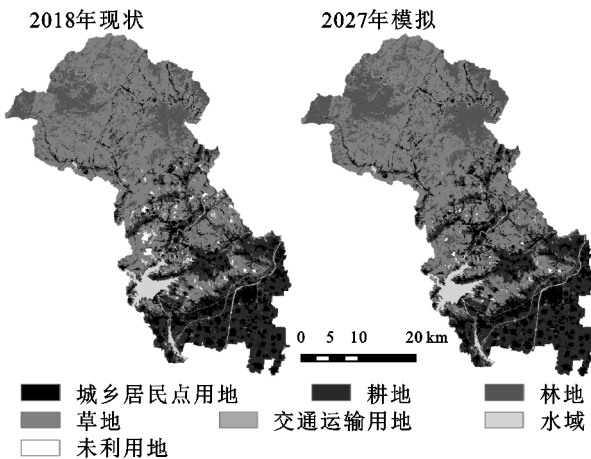 2018年现状 2027年模拟
0 5 10 20 km
城乡居民点用地 耕地 林地
草地 交通运输用地 水域
未利用地